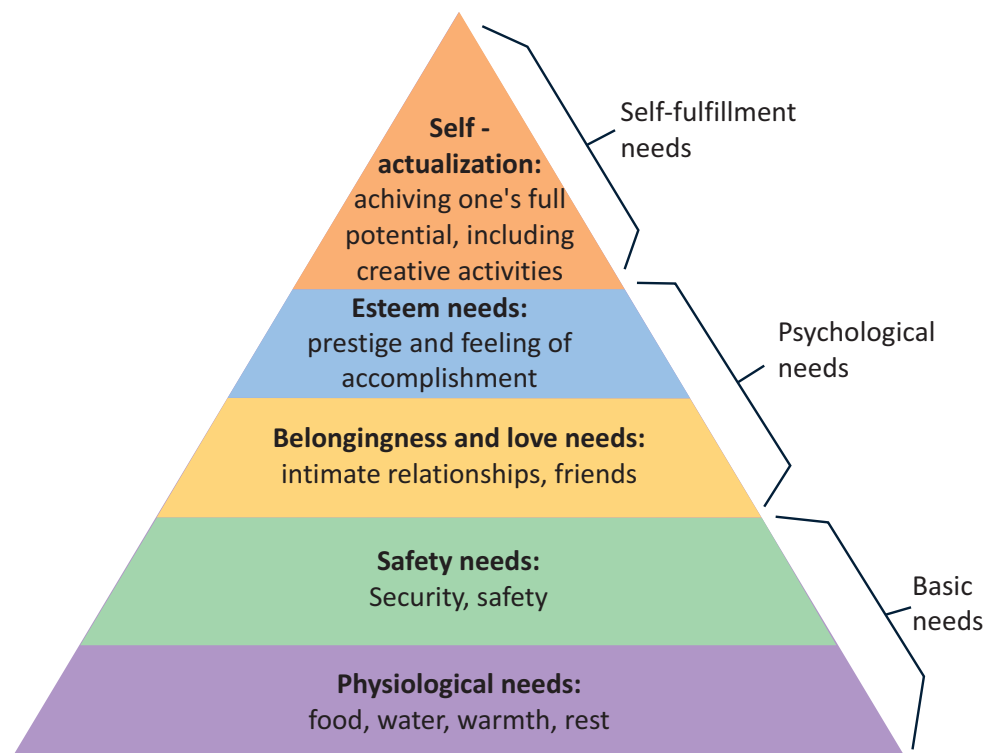 Self -
actualization:
achiving one's full
potential, including
creative activities
Self-fulfillment
needs
Esteem needs:
prestige and feeling of
accomplishment
Psychological
needs
Belongingness and love needs:
intimate relationships, friends
Safety needs:
Security, safety
Basic
needs
Physiological needs:
food, water, warmth, rest